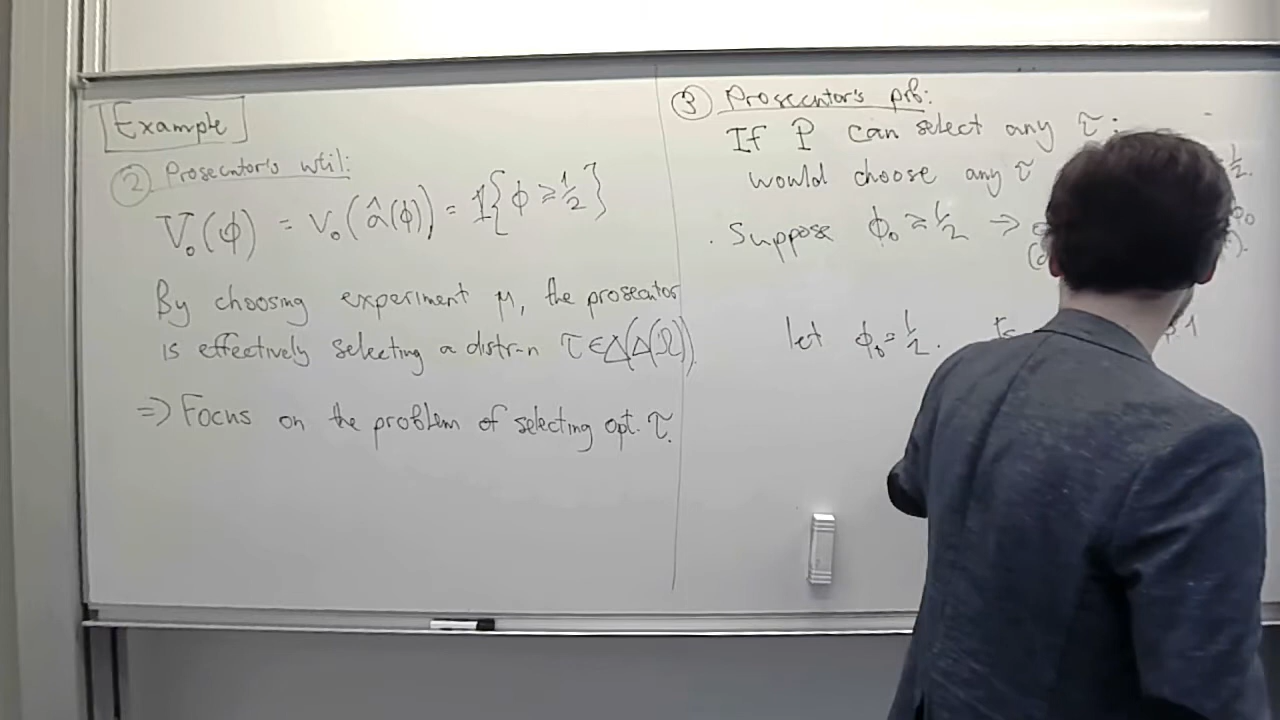 Example
② Prosecutor's util:
V₀(ϕ) = v₀(â(ϕ)) = 1{ϕ ≥ ½}
By choosing experiment μ, the prosecutor
is effectively selecting a distr-n τ ∈ Δ(Δ(Ω)).
=> Focus on the problem of selecting opt. τ.
③ Prosecutor's prb:
If P can select any τ:
would choose any τ ½.
· Suppose ϕ₀ ≥ ½ →
let ϕ₀ = ½.